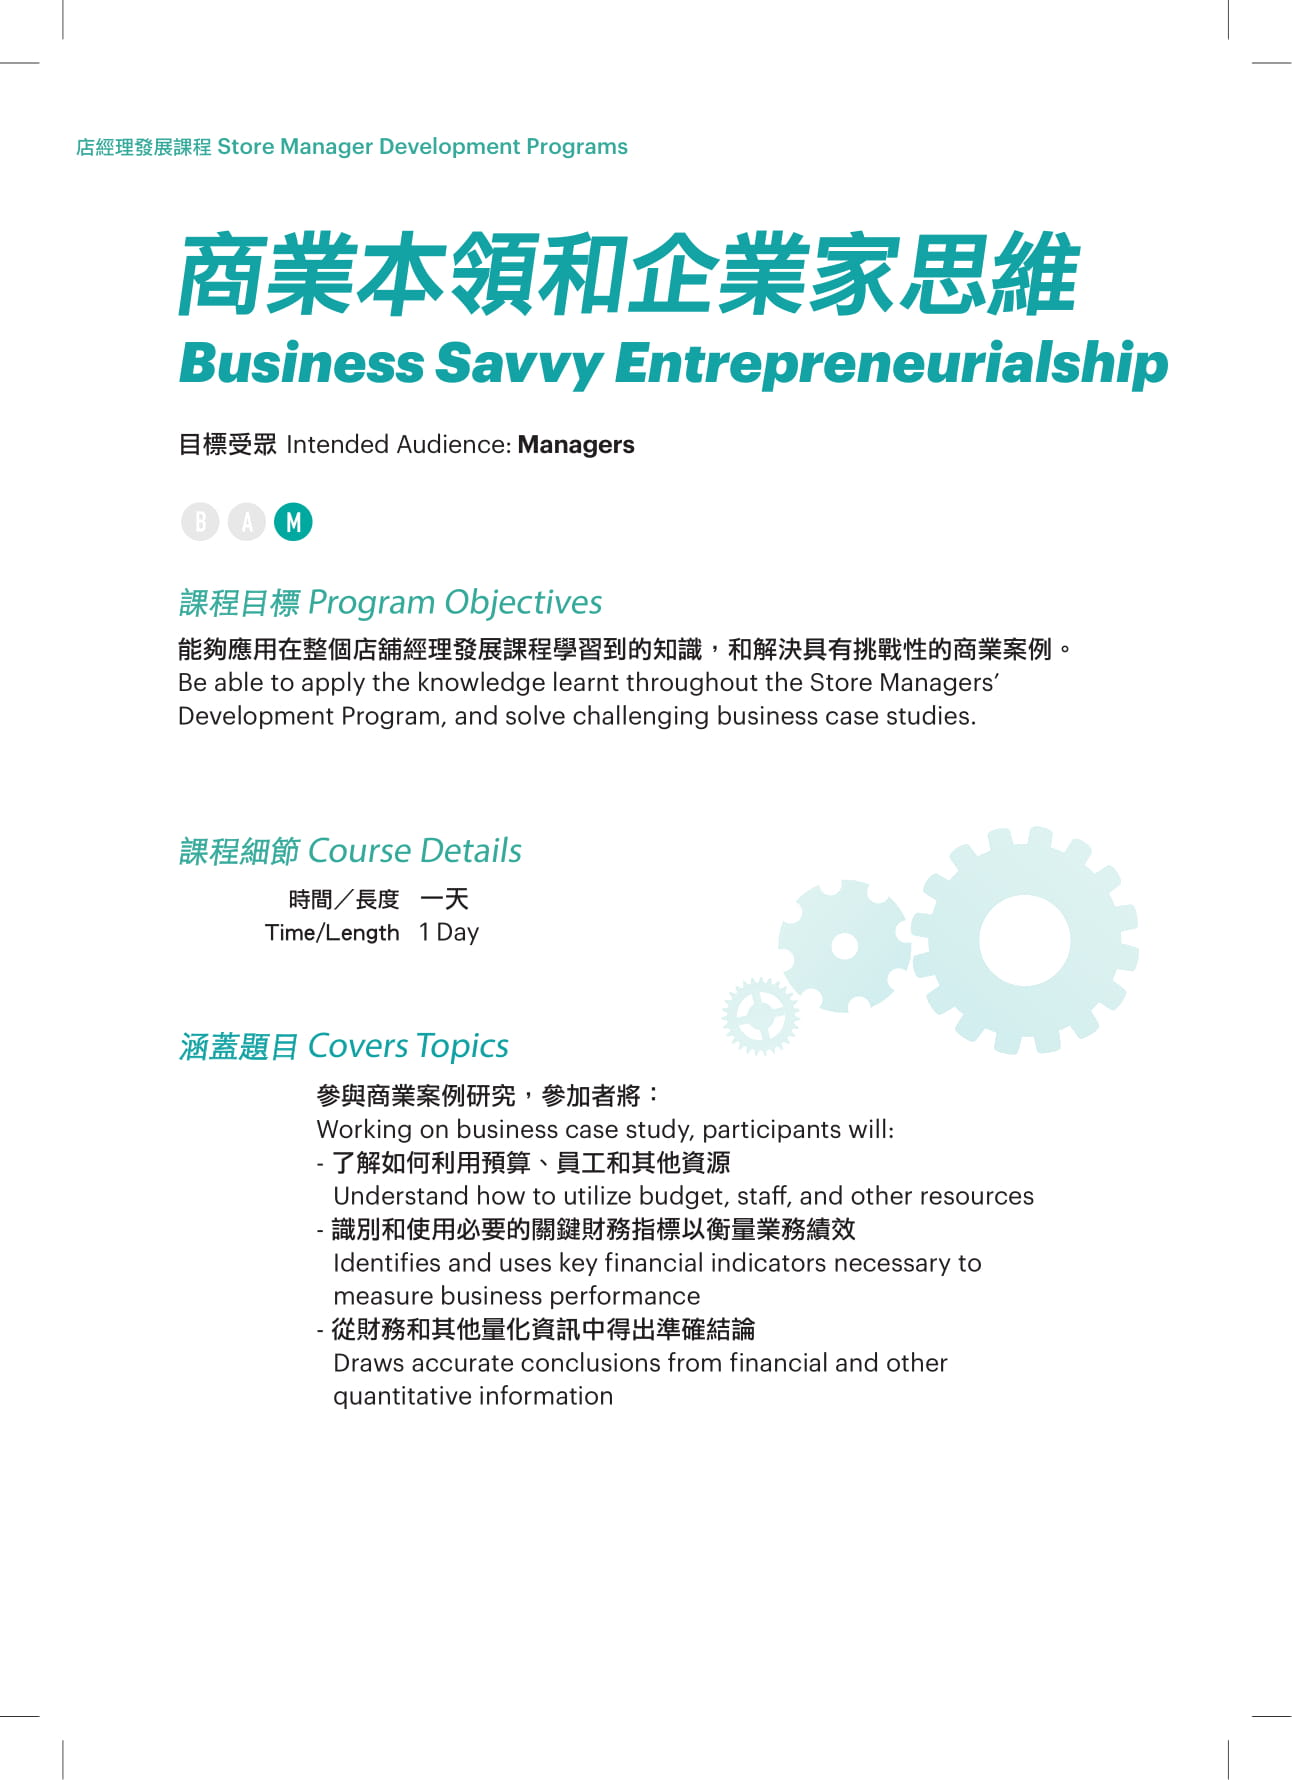 店經理發展課程 Store Manager Development Programs
商業本領和企業家思維
Business Savvy Entrepreneurialship
目標受眾 Intended Audience: Managers
B A M
課程目標 Program Objectives
能夠應用在整個店舖經理發展課程學習到的知識，和解決具有挑戰性的商業案例。
Be able to apply the knowledge learnt throughout the Store Managers’
Development Program, and solve challenging business case studies.
課程細節 Course Details
時間／長度 一天
Time/Length 1 Day
涵蓋題目 Covers Topics
參與商業案例研究，參加者將：
Working on business case study, participants will:
- 了解如何利用預算、員工和其他資源
Understand how to utilize budget, staff, and other resources
- 識別和使用必要的關鍵財務指標以衡量業務績效
Identifies and uses key financial indicators necessary to
measure business performance
- 從財務和其他量化資訊中得出準確結論
Draws accurate conclusions from financial and other
quantitative information